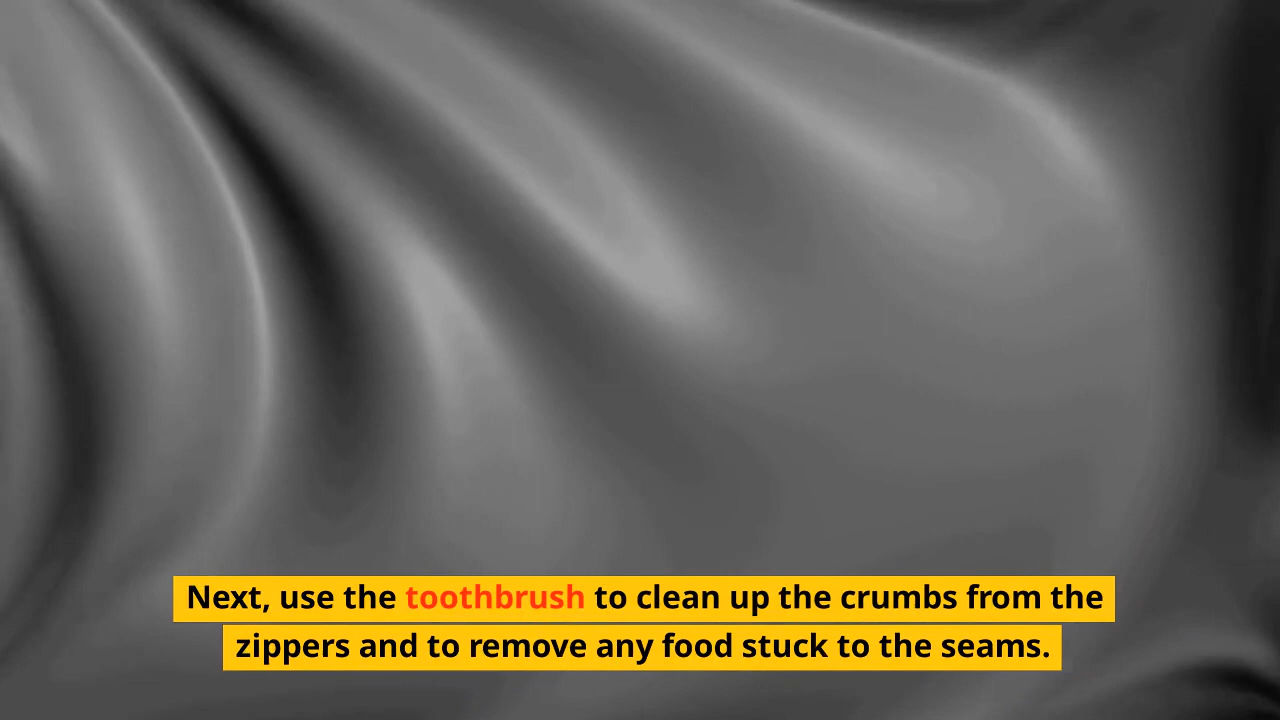 Next, use the toothbrush to clean up the crumbs from the
zippers and to remove any food stuck to the seams.